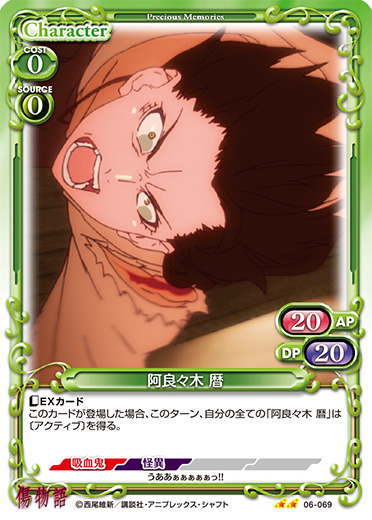 Precious Memories
Character
COST
0
SOURCE
0
20 AP
DP 20
阿良々木 暦
EXカード
このカードが登場した場合、このターン、自分の全ての「阿良々木 暦」は
〔アクティブ〕を得る。
吸血鬼 怪異
うああぁぁぁぁぁっ!!
傷物語
©西尾維新/講談社・アニプレックス・シャフト
06-069